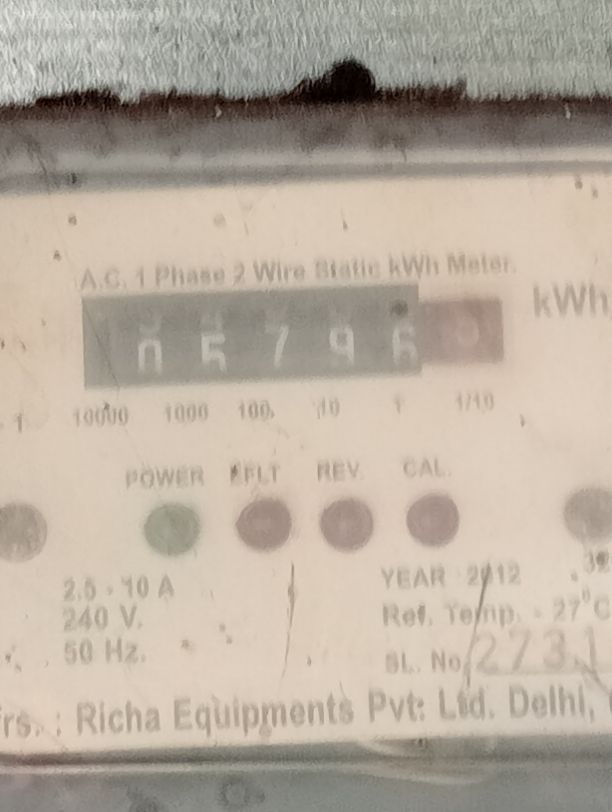 A.C. 1 Phase 2 Wire Static kWh Meter.
kWh
0 5 7 9 6
1 10000 1000 100 10 1 1/10
POWER EFLT REV. CAL.
2.5 - 10 A
240 V.
50 Hz.
YEAR 2012
Ref. Temp. - 27°C
SL. No. 2731
frs. : Richa Equipments Pvt: Ltd. Delhi,